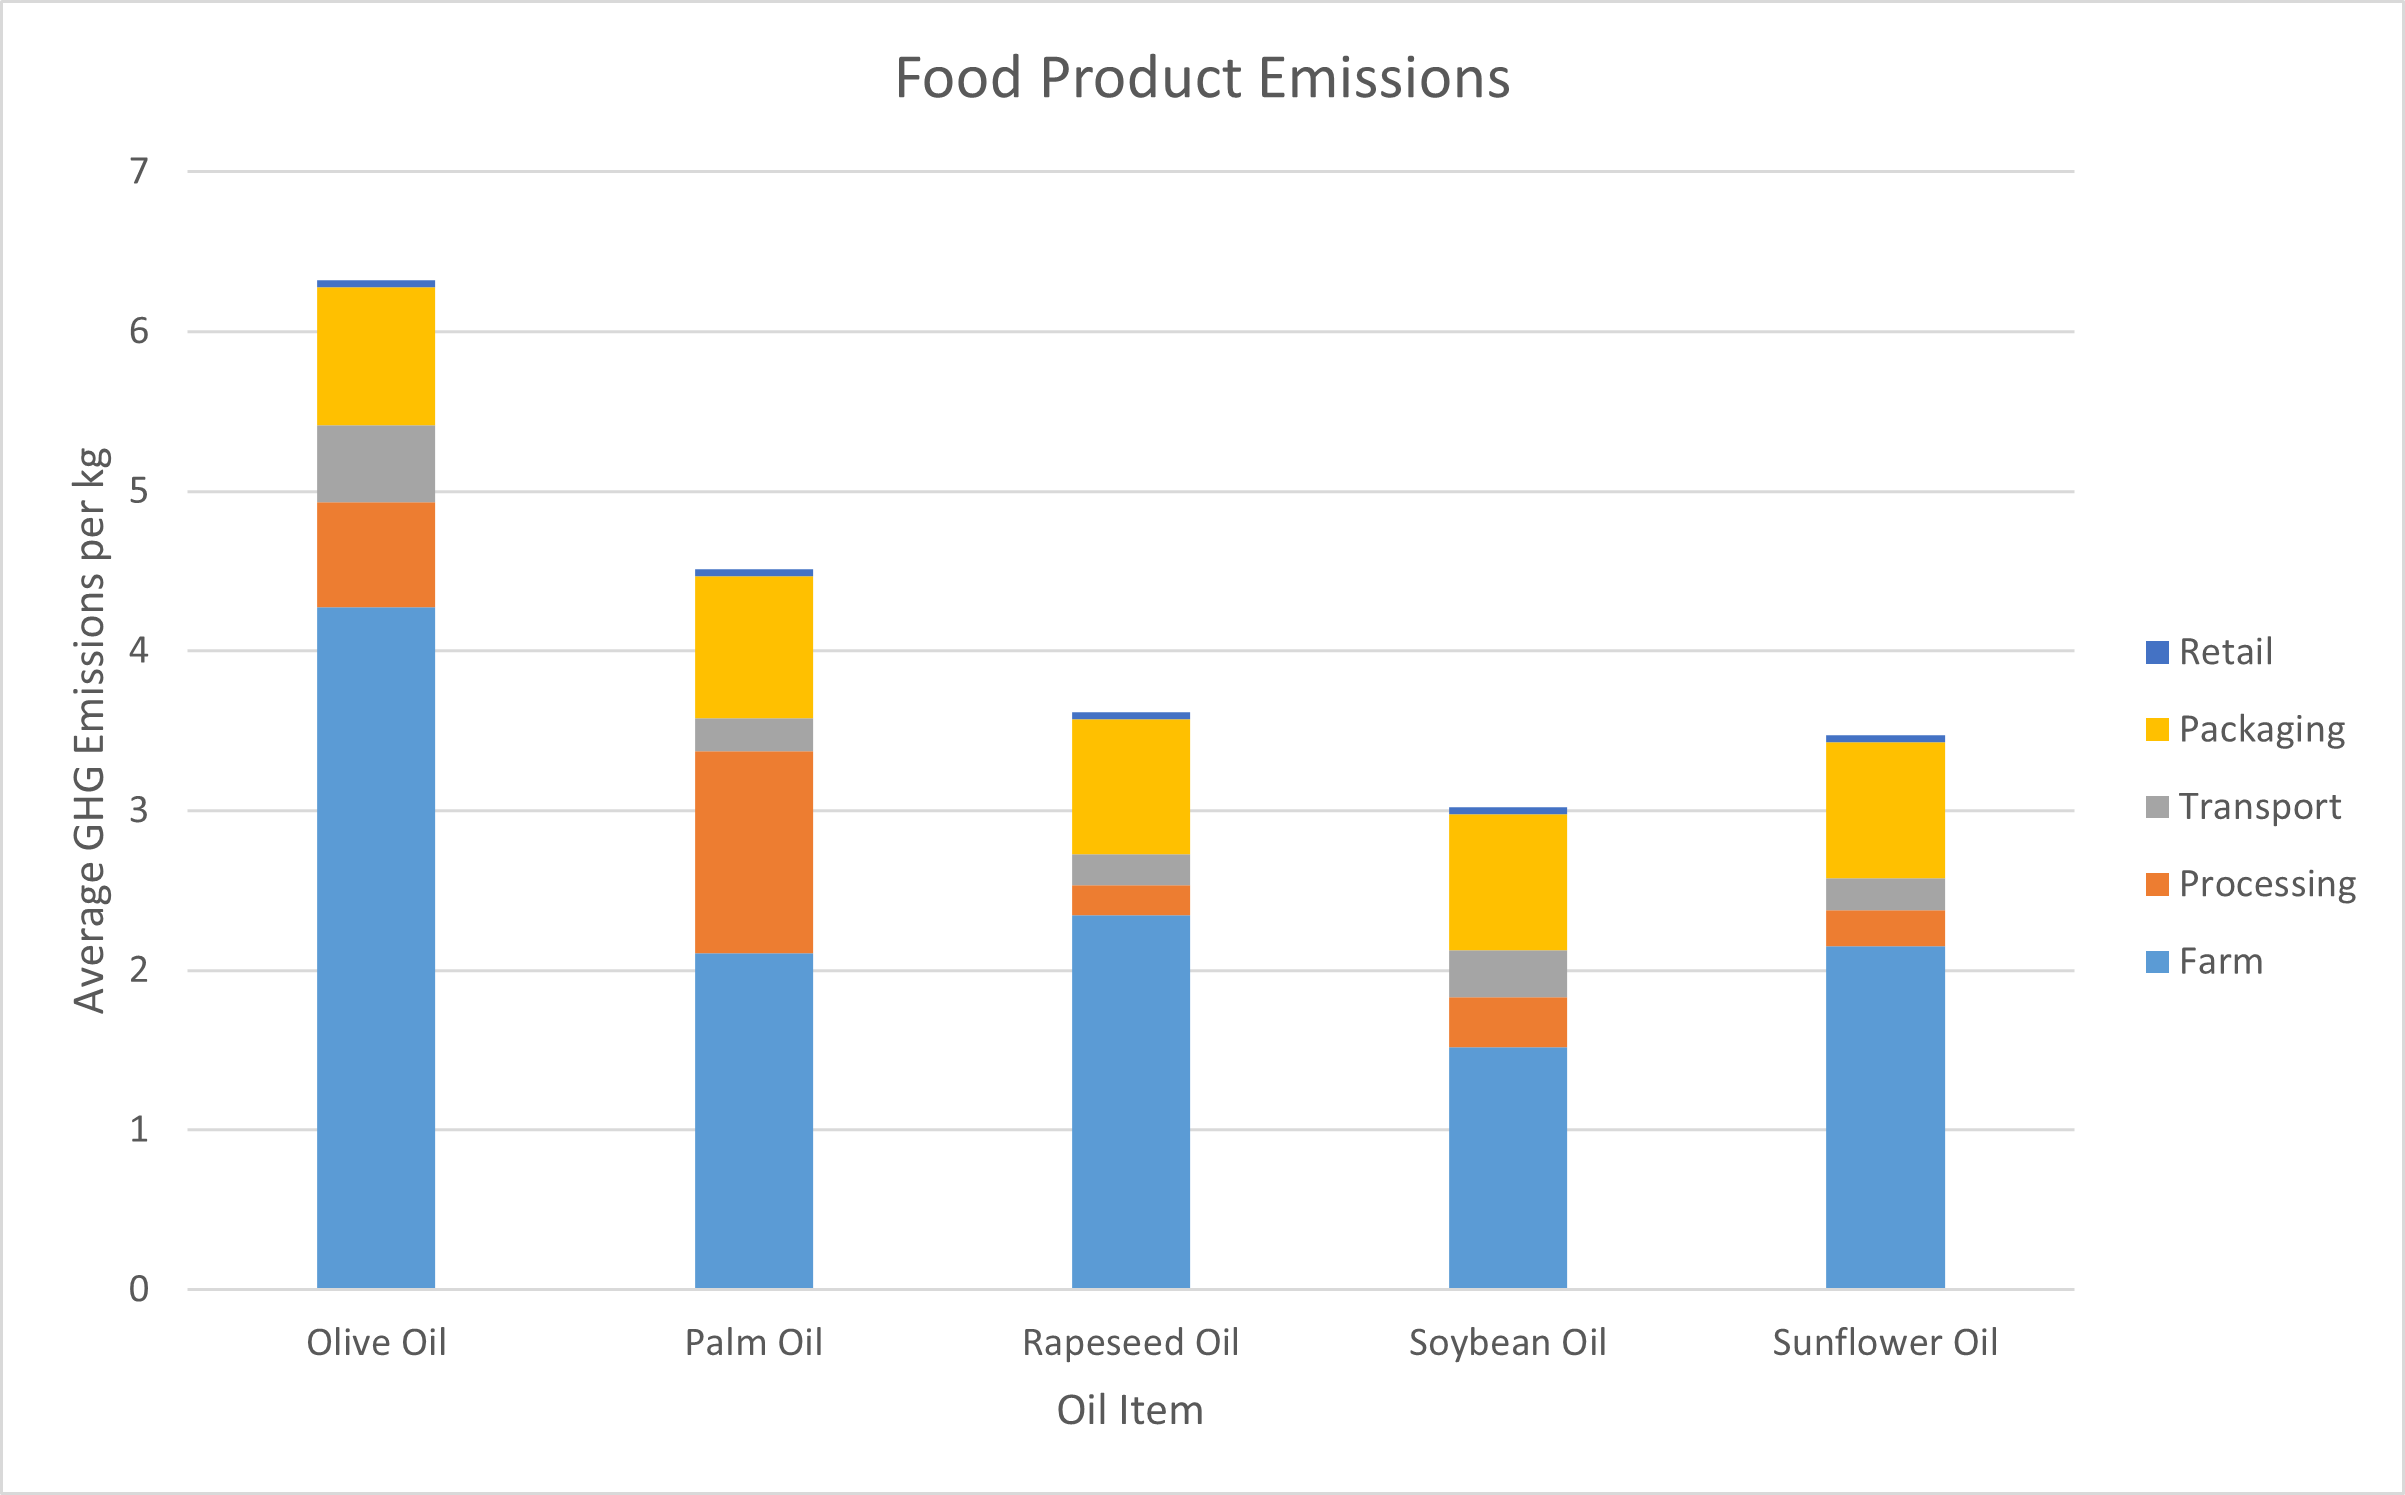 Food Product Emissions
Average GHG Emissions per kg
7
6
5
4
3
2
1
0
Olive Oil
Palm Oil
Rapeseed Oil
Soybean Oil
Sunflower Oil
Oil Item
Retail
Packaging
Transport
Processing
Farm